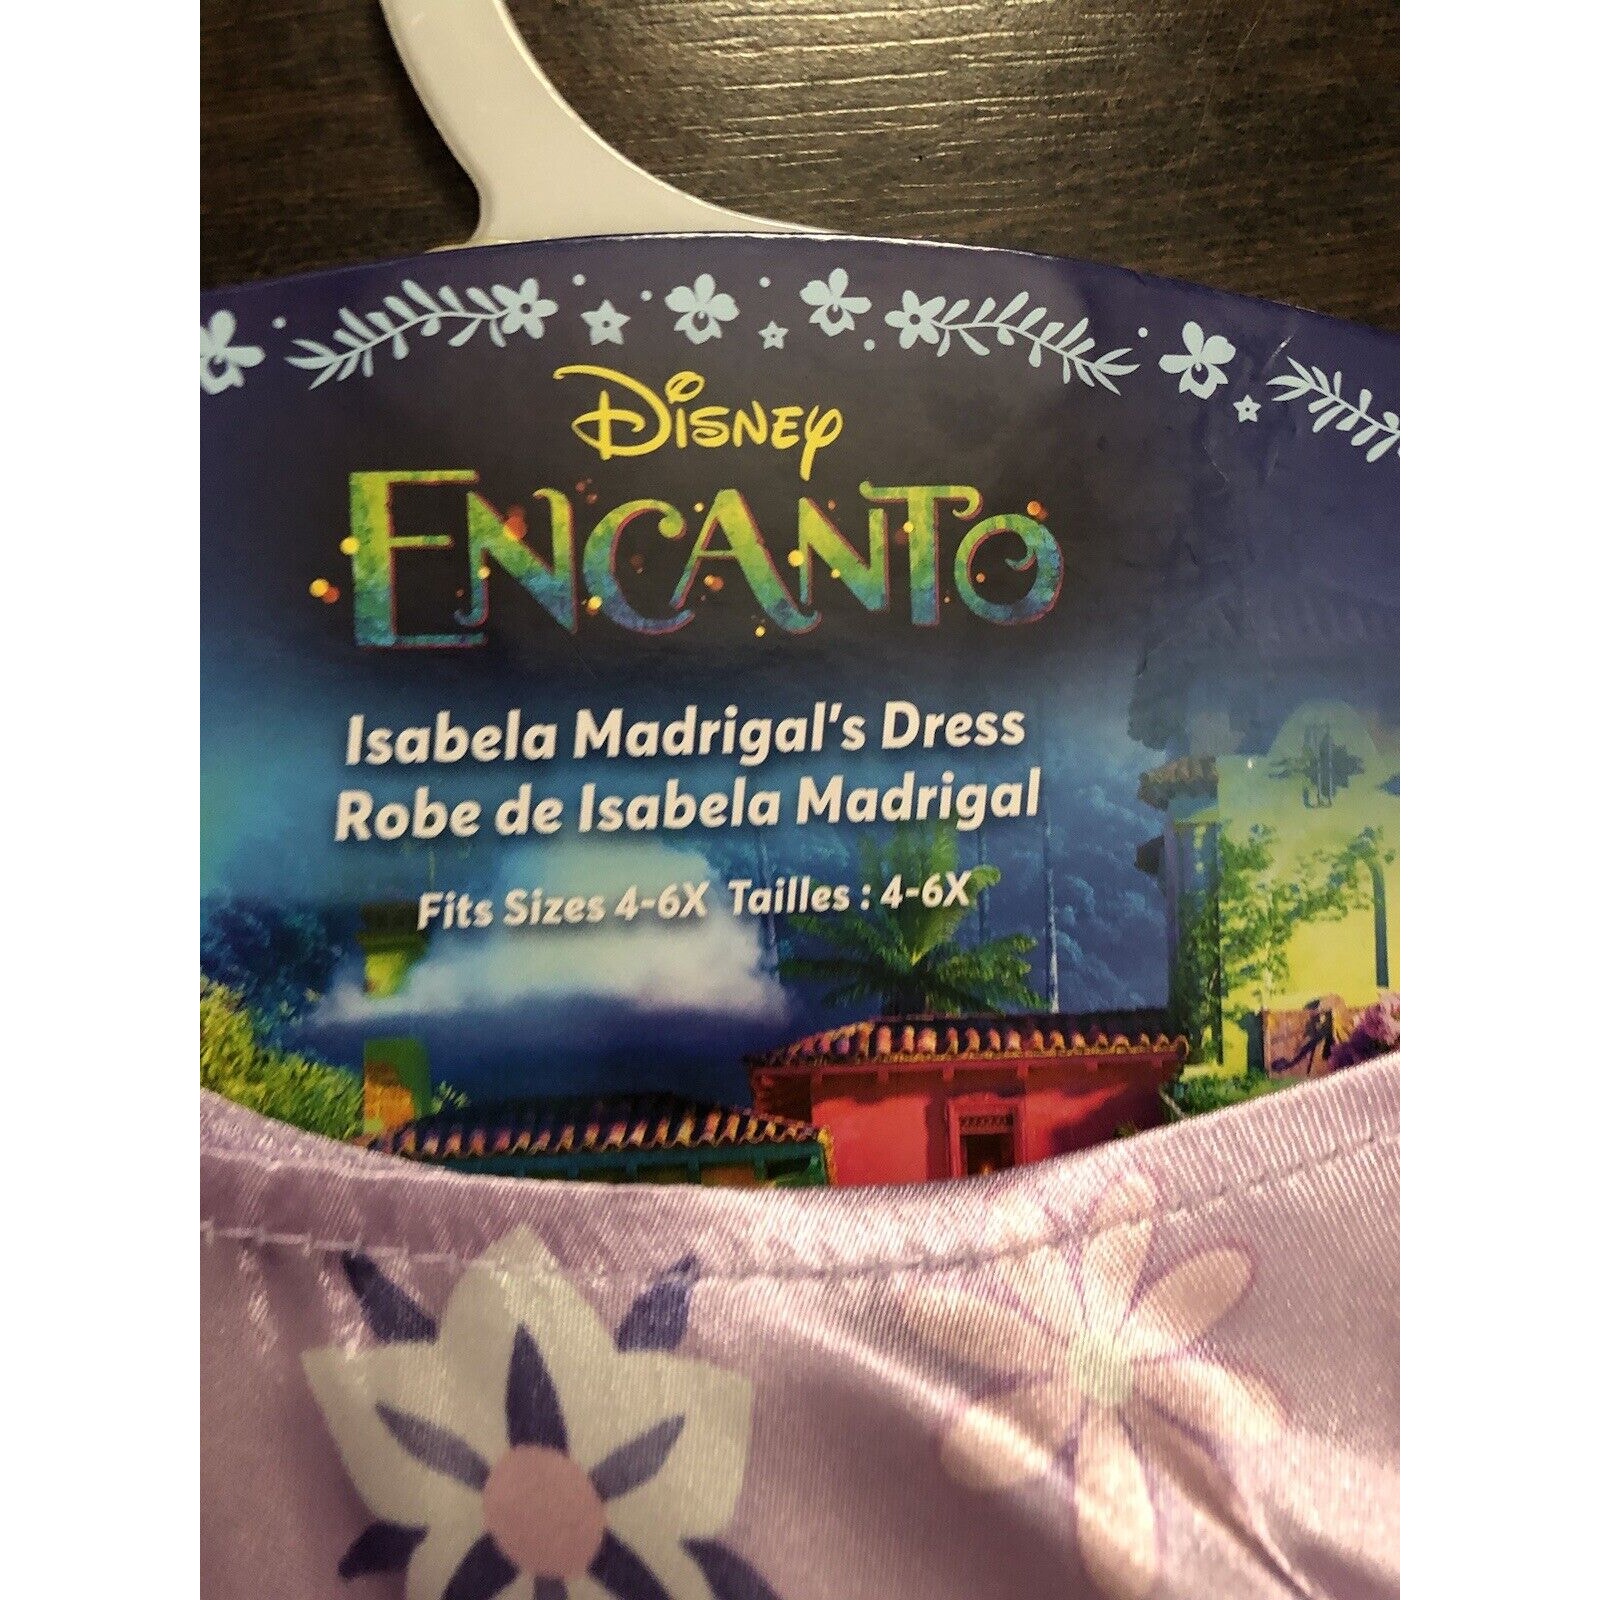 Disney
ENCANTO
Isabela Madrigal's Dress
Robe de Isabela Madrigal
Fits Sizes 4-6X Tailles : 4-6X